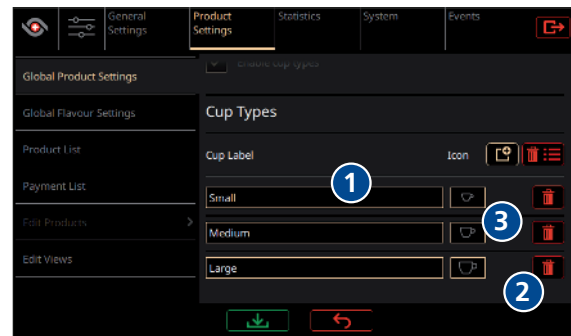 General Settings
Product Settings
Statistics
System
Events
Global Product Settings
Enable cup types
Global Flavour Settings
Cup Types
Product List
Cup Label
Icon
Payment List
1
Small
Edit Products
3
Medium
Edit Views
Large
2